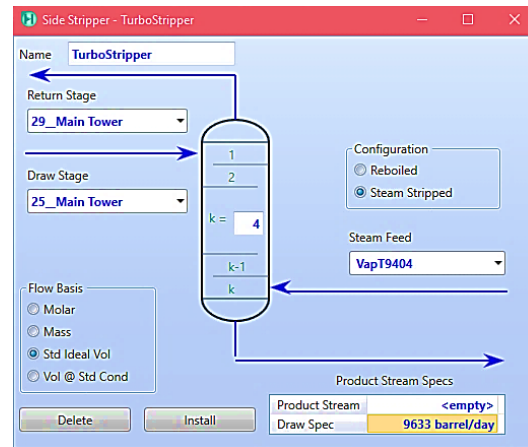 Side Stripper - TurboStripper
Name TurboStripper
Return Stage
29__Main Tower
Draw Stage
25__Main Tower
Flow Basis
Molar
Mass
Std Ideal Vol
Vol @ Std Cond
1
2
k = 4
k-1
k
Configuration
Reboiled
Steam Stripped
Steam Feed
VapT9404
Product Stream Specs
Product Stream <empty>
Draw Spec 9633 barrel/day
Delete Install